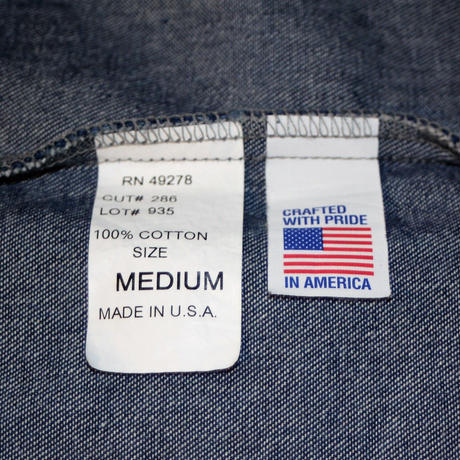 RN 49278
CUT# 286
LOT# 935
100% COTTON
SIZE
MEDIUM
MADE IN U.S.A.
CRAFTED
WITH PRIDE
IN AMERICA